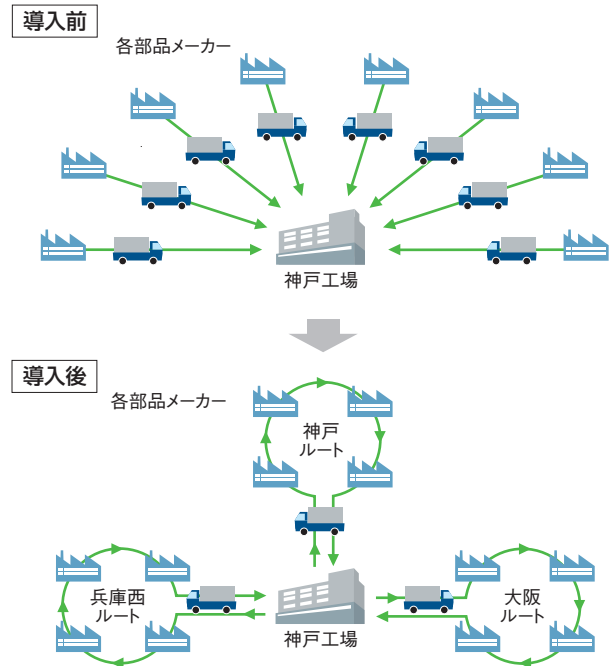 導入前
各部品メーカー
神戸工場
導入後
各部品メーカー
神戸
ルート
兵庫西
ルート
神戸工場
大阪
ルート